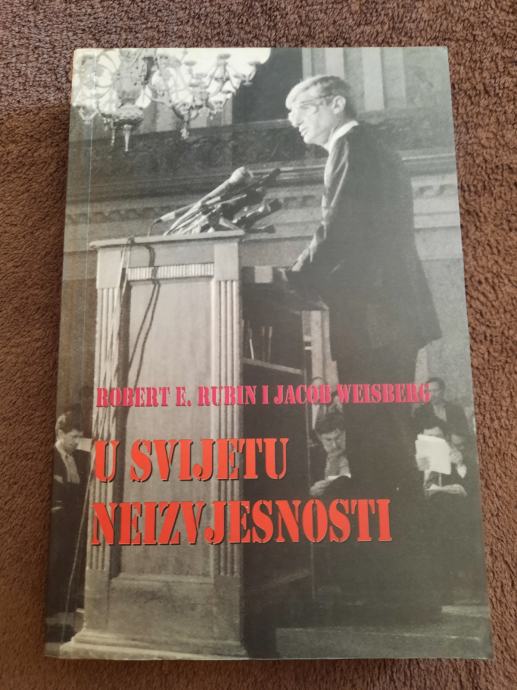 ROBERT E. RUBIN I JACOB WEISBERG
U SVIJETU
NEIZVJESNOSTI